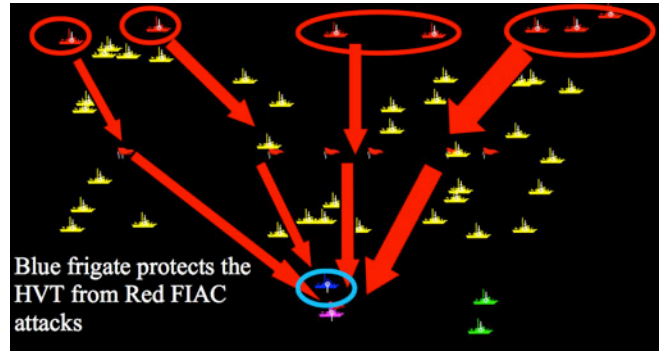 Blue frigate protects the
HVT from Red FIAC
attacks